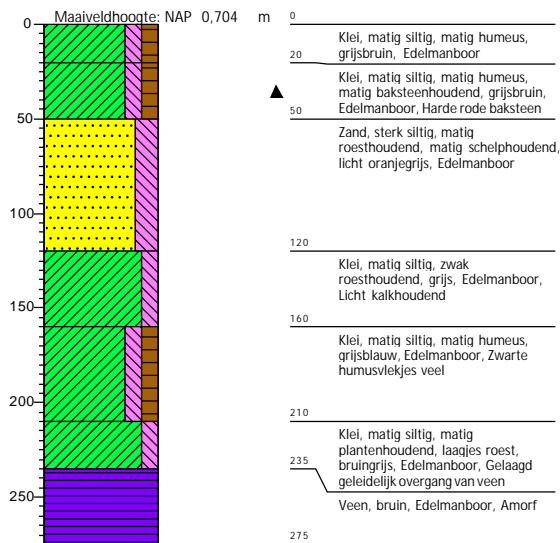 Maaiveldhoogte: NAP 0,704 m
0
50
100
150
200
250
0
Klei, matig siltig, matig humeus,
grijsbruin, Edelmanboor
20
Klei, matig siltig, matig humeus,
matig baksteenhoudend, grijsbruin,
Edelmanboor, Harde rode baksteen
50
Zand, sterk siltig, matig
roesthoudend, matig schelphoudend,
licht oranjegrijs, Edelmanboor
120
Klei, matig siltig, zwak
roesthoudend, grijs, Edelmanboor,
Licht kalkhoudend
160
Klei, matig siltig, matig humeus,
grijsblauw, Edelmanboor, Zwarte
humusvlekjes veel
210
Klei, matig siltig, matig
plantenhoudend, laagjes roest,
bruingrijs, Edelmanboor, Gelaagd
geleidelijk overgang van veen
235
Veen, bruin, Edelmanboor, Amorf
275